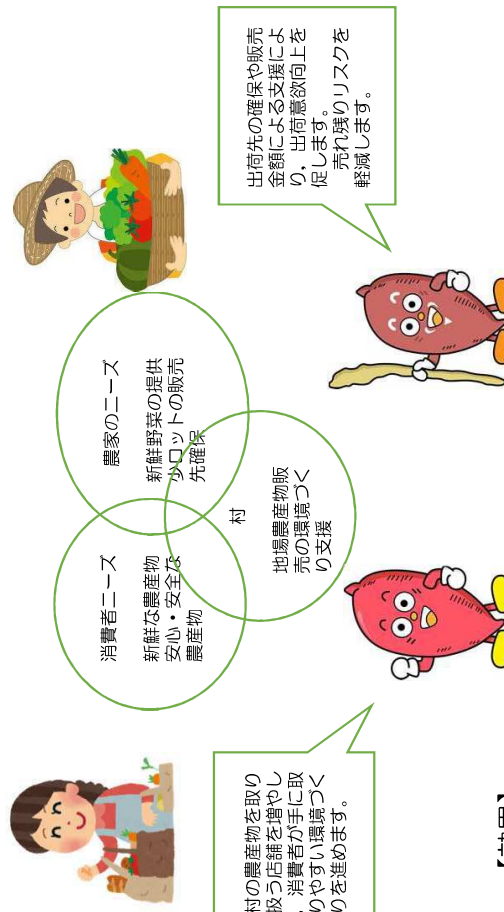 消費者ニーズ
新鮮な農産物
安心・安全な
農産物
農家のニーズ
新鮮野菜の提供
少ロットの販売
先確保
村
地場農産物販
売の環境づく
り支援
村の農産物を取り
扱う店舗を増やし
，消費者が手に取
りやすい環境づく
りを進めます。
出荷先の確保や販売
金額による支援によ
り，出荷意欲向上を
促します。
売れ残りリスクを
軽減します。